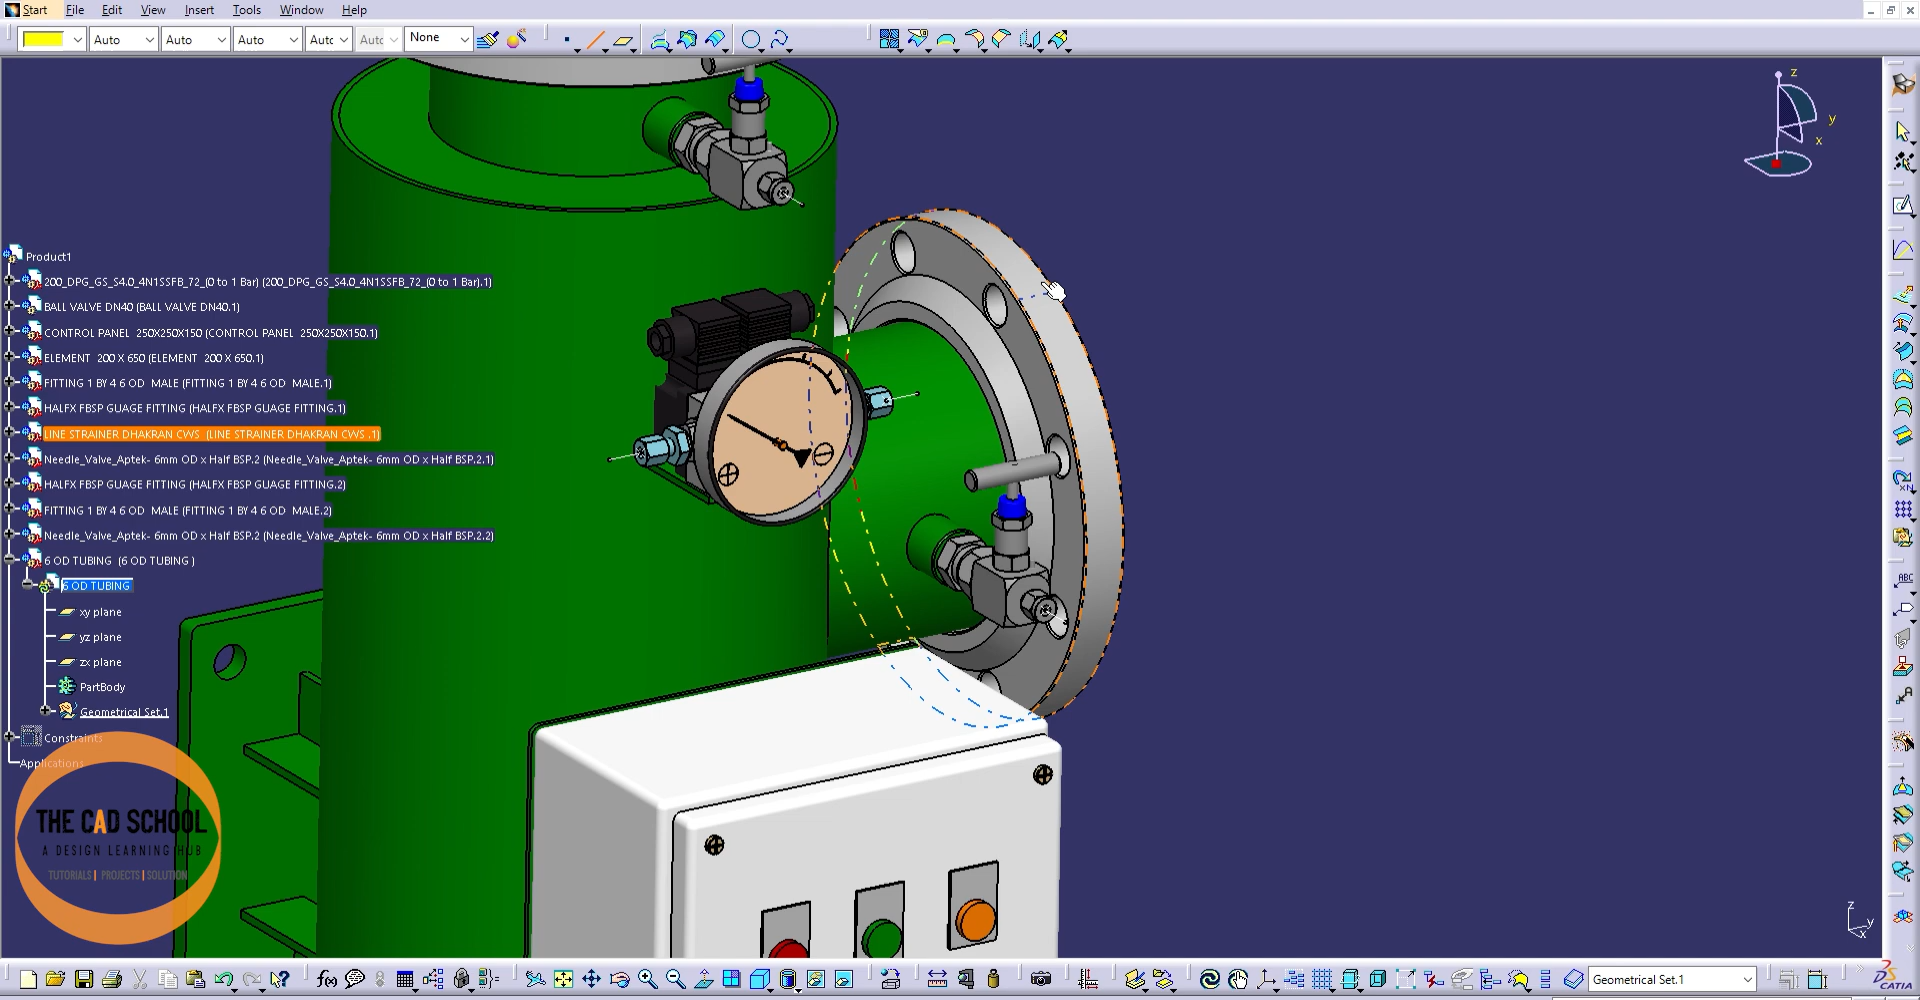 Start File Edit View Insert Tools Window Help
Auto Auto Auto Auto Auto None
z
y
x
Product1
200_DPG_GS_S4.0_4N1SSFB_72_(0 to 1 Bar) (200_DPG_GS_S4.0_4N1SSFB_72_(0 to 1 Bar).1)
BALL VALVE DN40 (BALL VALVE DN40.1)
CONTROL PANEL 250X250X150 (CONTROL PANEL 250X250X150.1)
ELEMENT 200 X 650 (ELEMENT 200 X 650.1)
FITTING 1 BY 4 6 OD MALE (FITTING 1 BY 4 6 OD MALE.1)
HALFX FBSP GUAGE FITTING (HALFX FBSP GUAGE FITTING.1)
LINE STRAINER DHAKRAN CWS (LINE STRAINER DHAKRAN CWS .1)
Needle_Valve_Aptek- 6mm OD x Half BSP.2 (Needle_Valve_Aptek- 6mm OD x Half BSP.2.1)
HALFX FBSP GUAGE FITTING (HALFX FBSP GUAGE FITTING.2)
FITTING 1 BY 4 6 OD MALE (FITTING 1 BY 4 6 OD MALE.2)
Needle_Valve_Aptek- 6mm OD x Half BSP.2 (Needle_Valve_Aptek- 6mm OD x Half BSP.2.2)
6 OD TUBING (6 OD TUBING )
6 OD TUBING
xy plane
yz plane
zx plane
PartBody
Geometrical Set.1
Constraints
Applications
THE CAD SCHOOL
A DESIGN LEARNING HUB
TUTORIALS | PROJECTS | SOLUTION
ABC
z
y
x
f(x)
Geometrical Set.1
CATIA